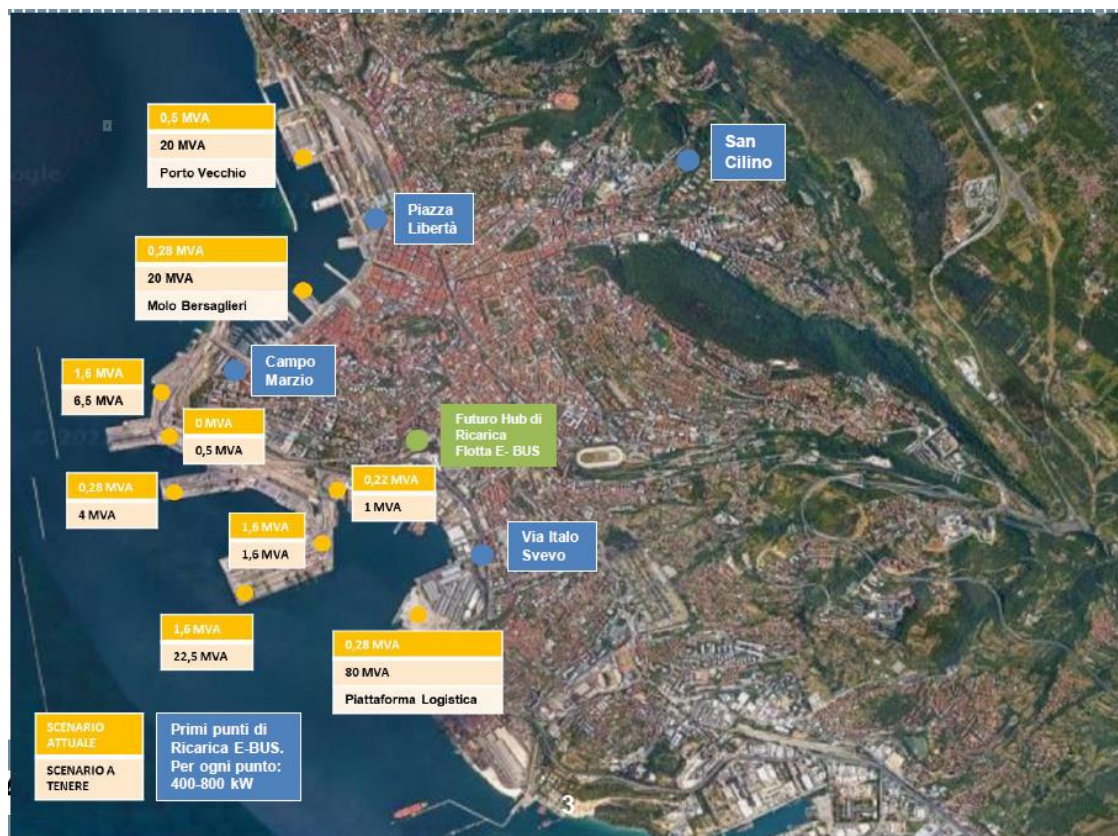 0,5 MVA
20 MVA
Porto Vecchio
San
Cilino
Piazza
Libertà
0,28 MVA
20 MVA
Molo Bersaglieri
Campo
Marzio
1,6 MVA
6,5 MVA
0 MVA
0,5 MVA
Futuro Hub di
Ricarica
Flotta E- BUS
0,28 MVA
4 MVA
0,22 MVA
1 MVA
1,6 MVA
1,6 MVA
Via Italo
Svevo
1,6 MVA
22,5 MVA
0,28 MVA
80 MVA
Piattaforma Logistica
SCENARIO
ATTUALE
SCENARIO A
TENERE
Primi punti di
Ricarica E-BUS.
Per ogni punto:
400-800 kW
3